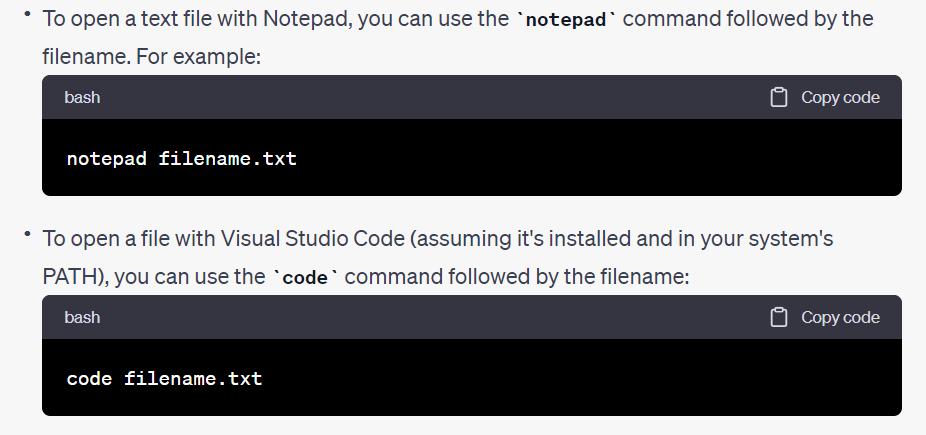 To open a text file with Notepad, you can use the `notepad` command followed by the
filename. For example:
bash Copy code
notepad filename.txt
To open a file with Visual Studio Code (assuming it's installed and in your system's
PATH), you can use the `code` command followed by the filename:
bash Copy code
code filename.txt